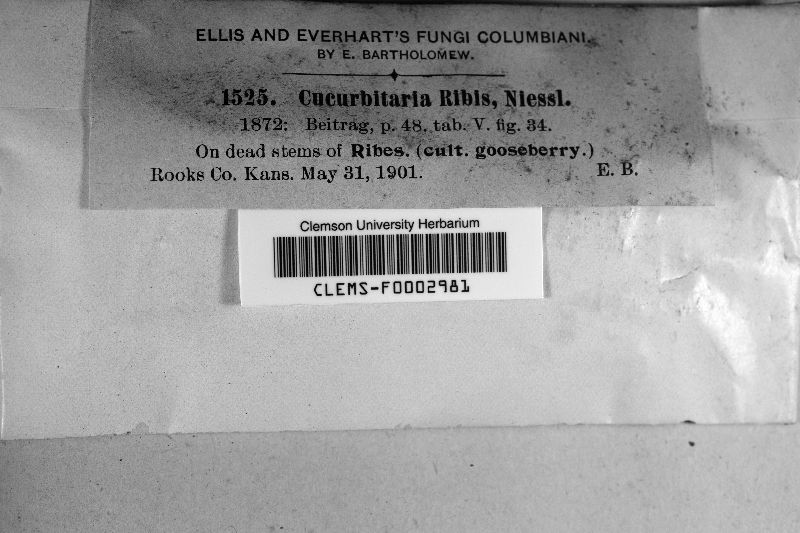 ELLIS AND EVERHART'S FUNGI COLUMBIANI.
BY E. BARTHOLOMEW.
1525. Cucurbitaria Ribis, Niessl.
1872: Beitrag, p. 48. tab. V. fig. 34.
On dead stems of Ribes. (cult. gooseberry.)
Rooks Co. Kans. May 31, 1901. E. B.
Clemson University Herbarium
CLEMS-F0002981